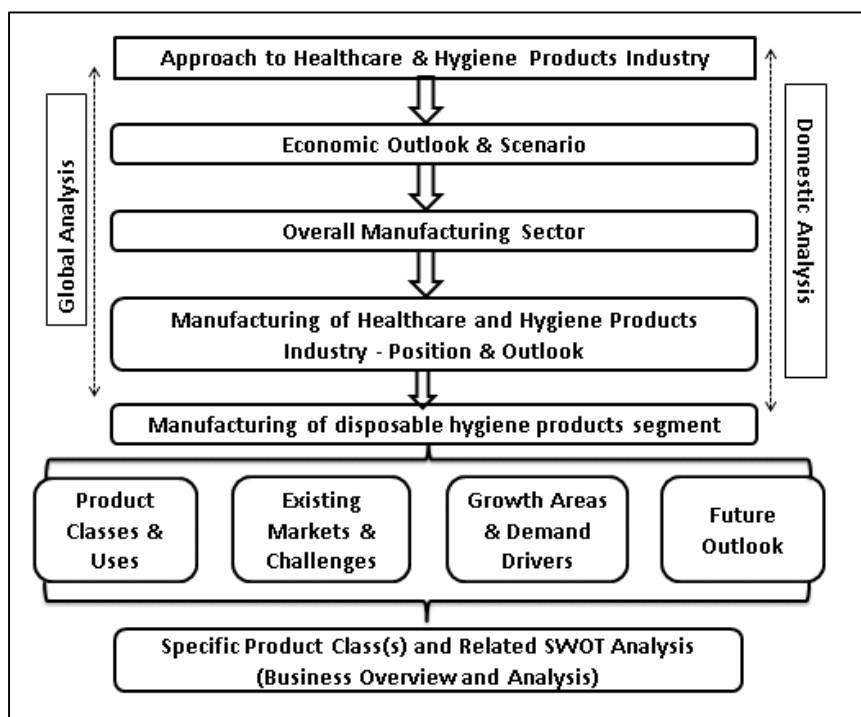 Approach to Healthcare & Hygiene Products Industry
Global Analysis
Domestic Analysis
Economic Outlook & Scenario
Overall Manufacturing Sector
Manufacturing of Healthcare and Hygiene Products
Industry - Position & Outlook
Manufacturing of disposable hygiene products segment
Product
Classes &
Uses
Existing
Markets &
Challenges
Growth Areas
& Demand
Drivers
Future
Outlook
Specific Product Class(s) and Related SWOT Analysis
(Business Overview and Analysis)